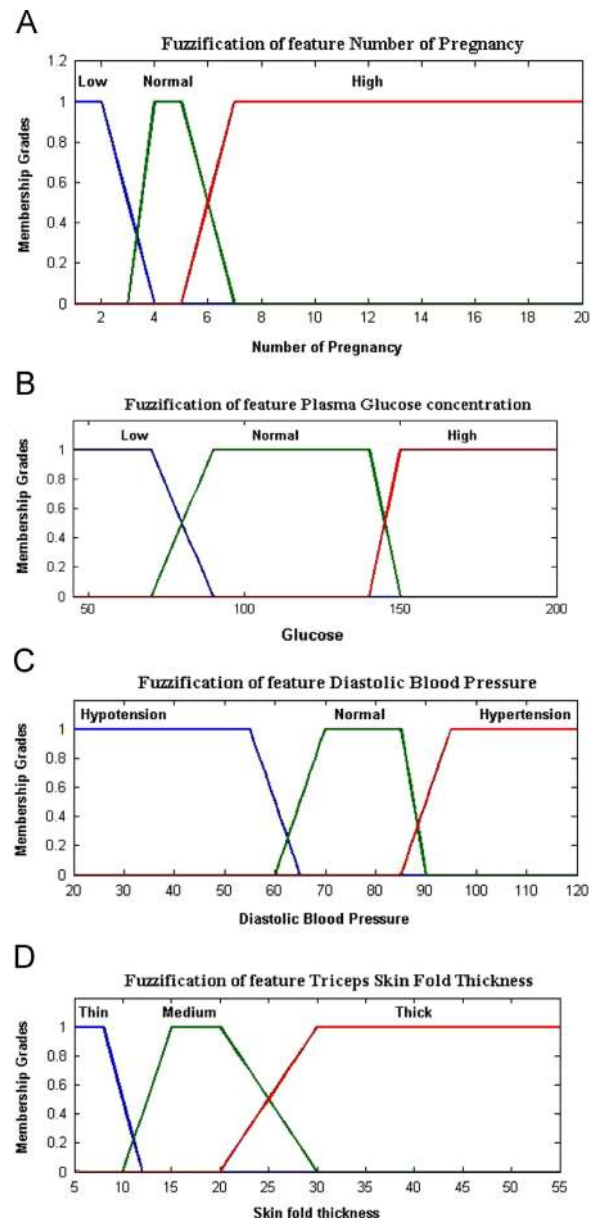 A
Fuzzification of feature Number of Pregnancy
1.2
Low Normal High
1
0.8
0.6
0.4
0.2
0
Membership Grades
2 4 6 8 10 12 14 16 18 20
Number of Pregnancy
B
Fuzzification of feature Plasma Glucose concentration
Low Normal High
1
0.8
0.6
0.4
0.2
0
Membership Grades
50 100 150 200
Glucose
C
Fuzzification of feature Diastolic Blood Pressure
Hypotension Normal Hypertension
1
0.8
0.6
0.4
0.2
0
Membership Grades
20 30 40 50 60 70 80 90 100 110 120
Diastolic Blood Pressure
D
Fuzzification of feature Triceps Skin Fold Thickness
Thin Medium Thick
1
0.8
0.6
0.4
0.2
0
Membership Grades
5 10 15 20 25 30 35 40 45 50 55
Skin fold thickness